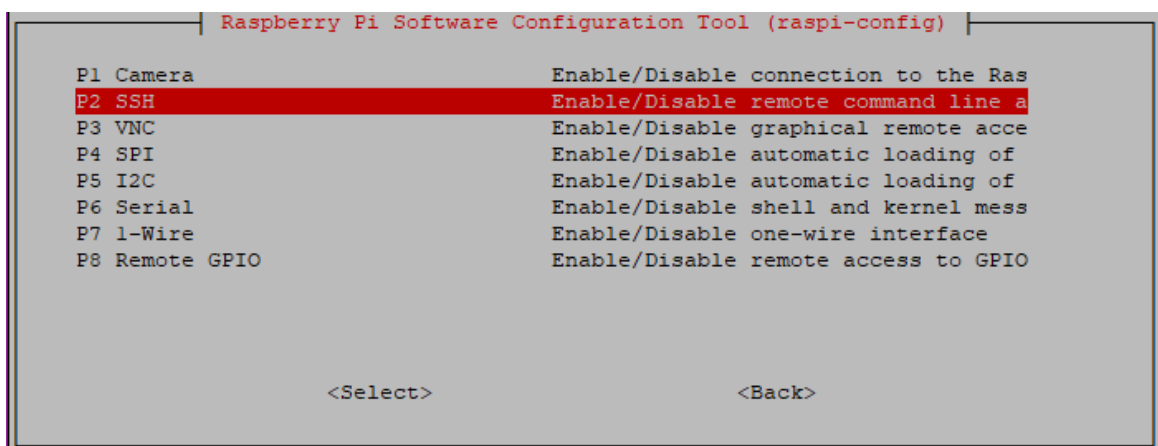 Raspberry Pi Software Configuration Tool (raspi-config)
P1 Camera Enable/Disable connection to the Ras
P2 SSH Enable/Disable remote command line a
P3 VNC Enable/Disable graphical remote acce
P4 SPI Enable/Disable automatic loading of
P5 I2C Enable/Disable automatic loading of
P6 Serial Enable/Disable shell and kernel mess
P7 1-Wire Enable/Disable one-wire interface
P8 Remote GPIO Enable/Disable remote access to GPIO
<Select> <Back>